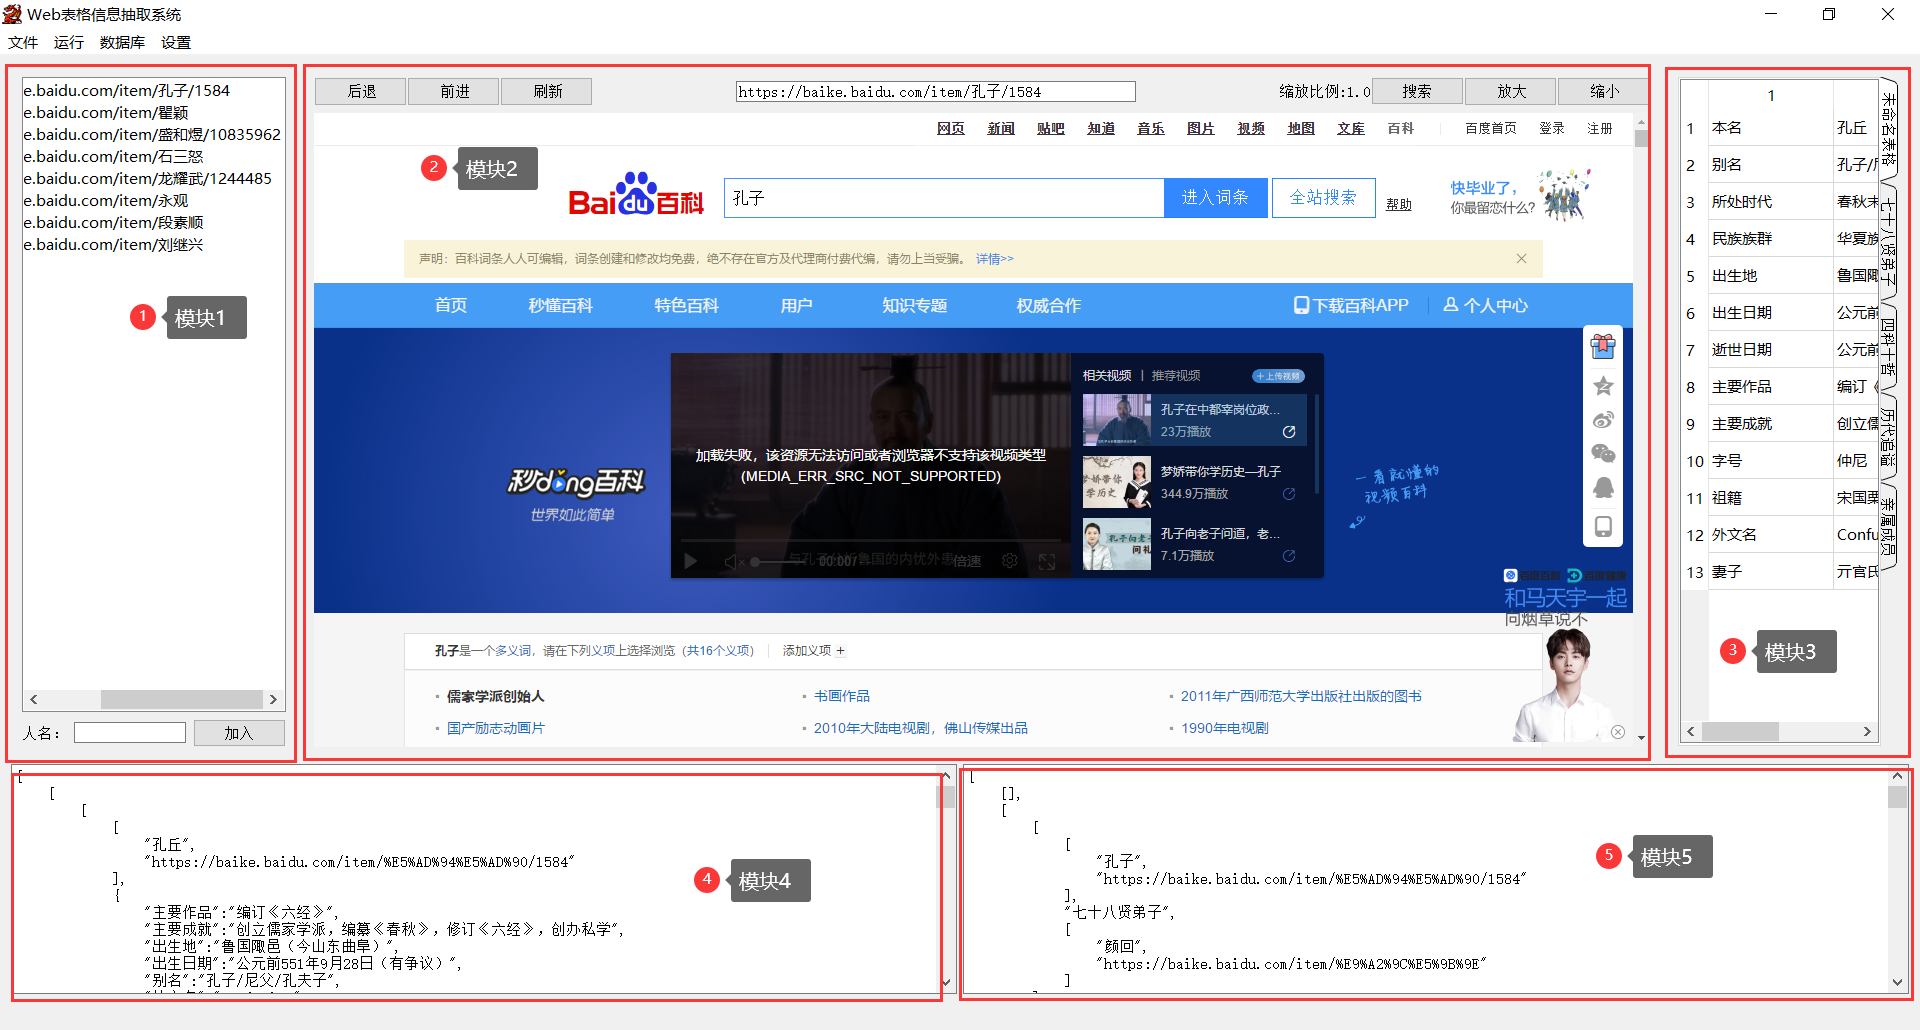 Web表格信息抽取系统
文件 运行 数据库 设置
e.baidu.com/item/孔子/1584
e.baidu.com/item/瞿颖
e.baidu.com/item/盛和煜/10835962
e.baidu.com/item/石三怒
e.baidu.com/item/龙耀武/1244485
e.baidu.com/item/永观
e.baidu.com/item/段素顺
e.baidu.com/item/刘继兴
1 模块1
人名： 加入
后退 前进 刷新 https://baike.baidu.com/item/孔子/1584 缩放比例:1.0 搜索 放大 缩小
网页 新闻 贴吧 知道 音乐 图片 视频 地图 文库 百科 百度首页 登录 注册
2 模块2
Bai du 百科 孔子 进入词条 全站搜索 帮助
快毕业了，
你最留恋什么？
声明：百科词条人人可编辑，词条创建和修改均免费，绝不存在官方及代理商付费代编，请勿上当受骗。 详情>>
首页 秒懂百科 特色百科 用户 知识专题 权威合作 下载百科APP 个人中心
秒dǒng百科
世界如此简单
加载失败，该资源无法访问或者浏览器不支持该视频类型
(MEDIA_ERR_SRC_NOT_SUPPORTED)
与孔子分析鲁国的内忧外患
00:00/ 倍速
相关视频 | 推荐视频 +上传视频
孔子在中都宰岗位政...
23万播放
梦娇带你学历史—孔子
344.9万播放
孔子向老子问道，老...
7.1万播放
一看就懂的
视频百科
和马天宇一起
向烟草说不
孔子是一个多义词，请在下列义项上选择浏览（共16个义项） 添加义项 +
▪ 儒家学派创始人 ▪ 书画作品 ▪ 2011年广西师范大学出版社出版的图书
▪ 国产励志动画片 ▪ 2010年大陆电视剧，佛山传媒出品 ▪ 1990年电视剧
1
1 本名 孔丘
2 别名 孔子/
3 所处时代 春秋末
4 民族族群 华夏族
5 出生地 鲁国陬
6 出生日期 公元前
7 逝世日期 公元前
8 主要作品 编订《
9 主要成就 创立儒
10 字号 仲尼
11 祖籍 宋国栗
12 外文名 Confu
13 妻子 亓官氏
未命名表格
七十八贤弟子
四科十哲
历代追谥
亲属成员
3 模块3
[
[
[
[
"孔丘",
"https://baike.baidu.com/item/%E5%AD%94%E5%AD%90/1584"
],
{
"主要作品":"编订《六经》",
"主要成就":"创立儒家学派，编纂《春秋》，修订《六经》，创办私学",
"出生地":"鲁国陬邑（今山东曲阜）",
"出生日期":"公元前551年9月28日（有争议）",
"别名":"孔子/尼父/孔夫子",
4 模块4
[
[],
[
[
[
"孔子",
"https://baike.baidu.com/item/%E5%AD%94%E5%AD%90/1584"
],
"七十八贤弟子",
[
"颜回",
"https://baike.baidu.com/item/%E9%A2%9C%E5%9B%9E"
]
5 模块5